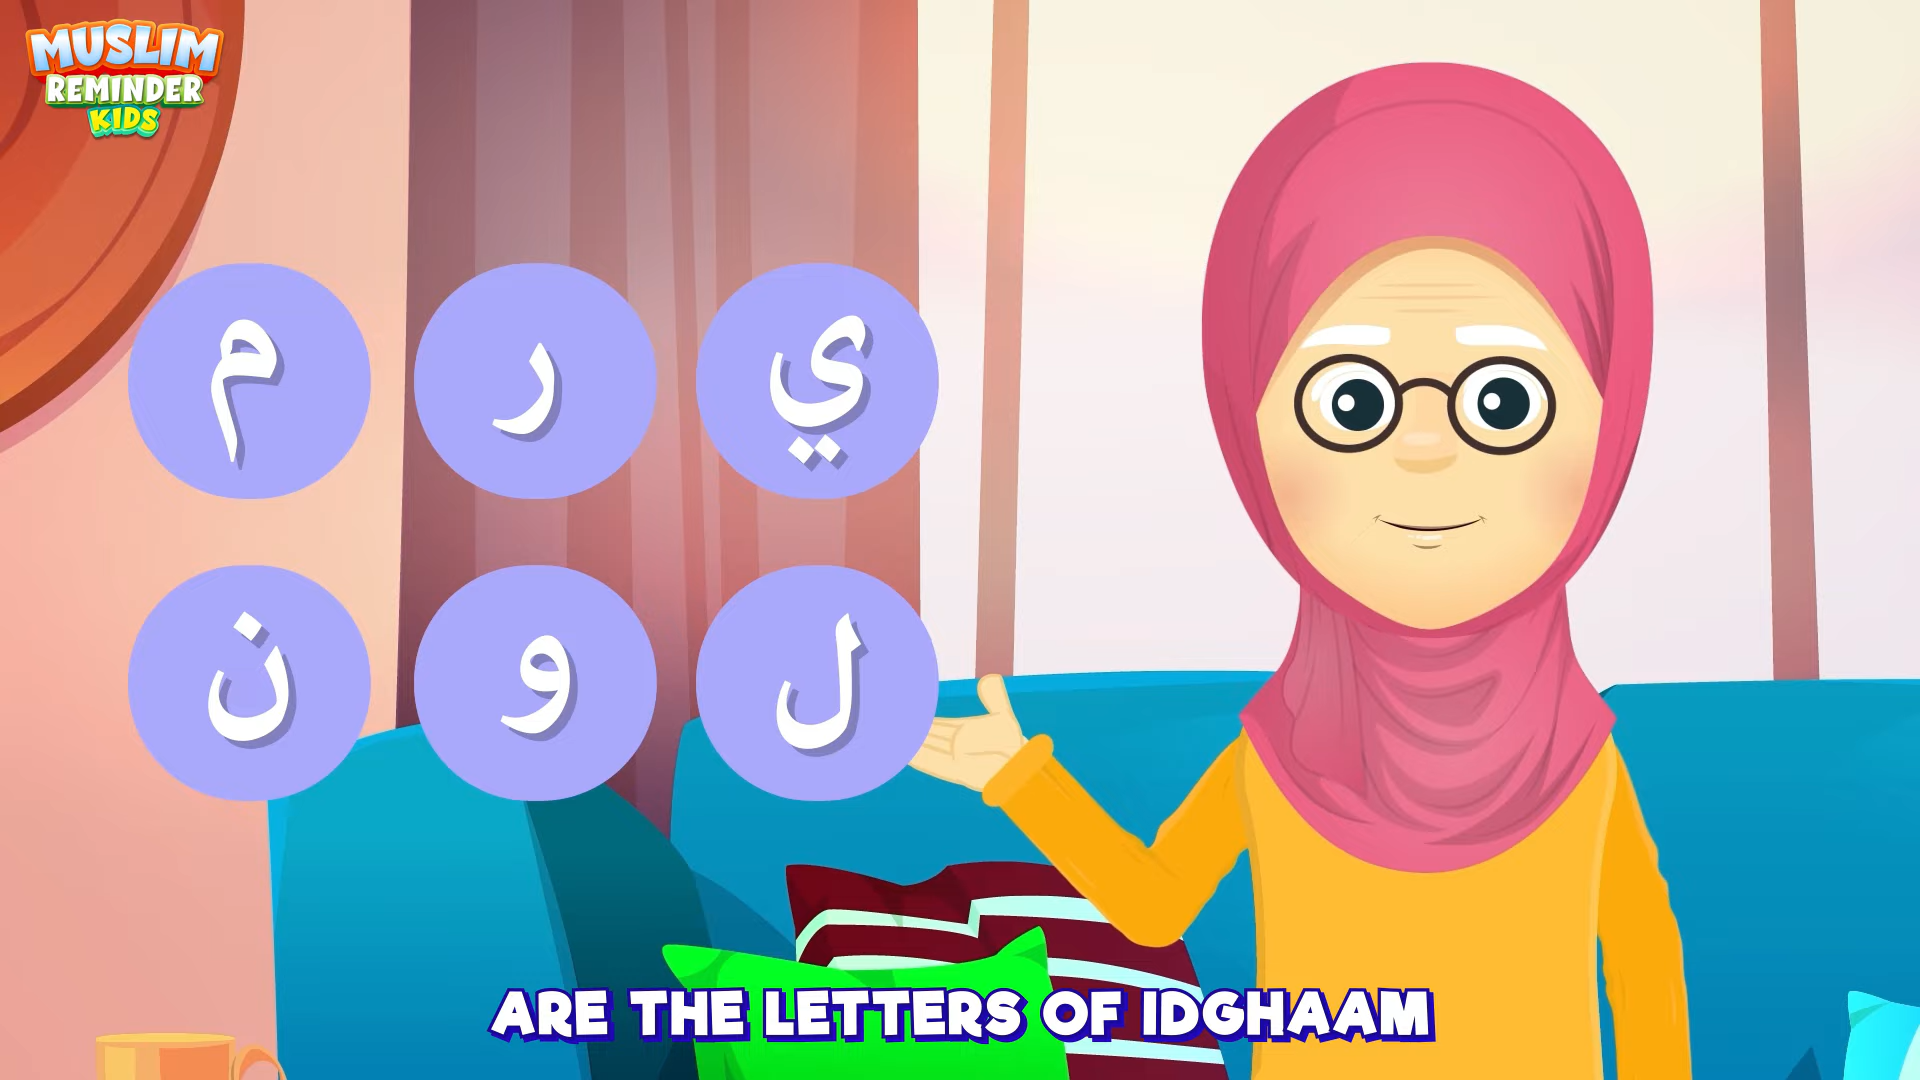 MUSLIM
REMINDER
KIDS
ي ر م
ل و ن
ARE THE LETTERS OF IDGHAAM